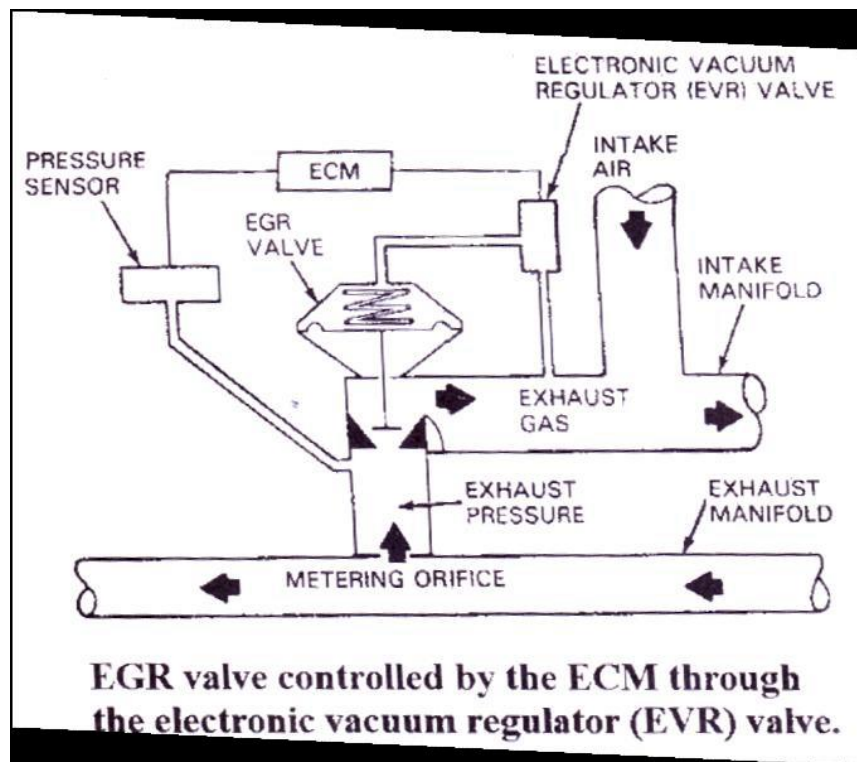 ELECTRONIC VACUUM
REGULATOR (EVR) VALVE
INTAKE
AIR
PRESSURE
SENSOR
ECM
EGR
VALVE
INTAKE
MANIFOLD
EXHAUST
GAS
EXHAUST
PRESSURE
EXHAUST
MANIFOLD
METERING ORIFICE
EGR valve controlled by the ECM through
the electronic vacuum regulator (EVR) valve.